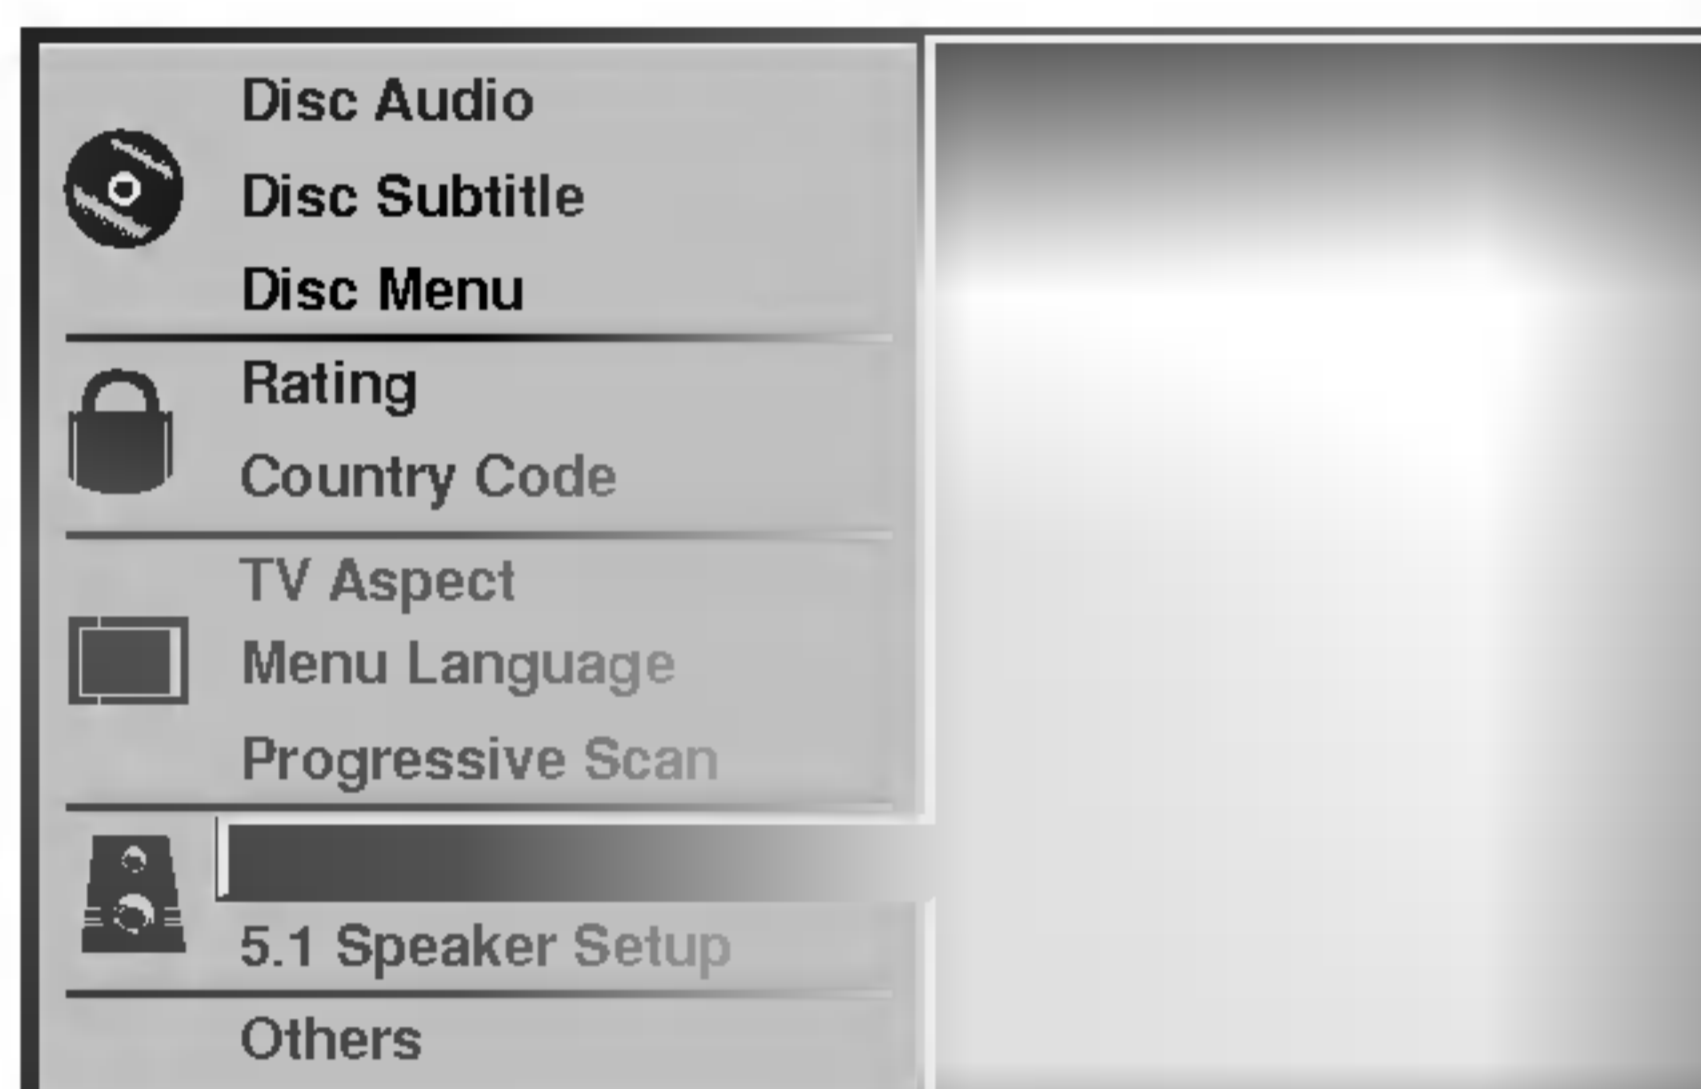 Disc Audio
Disc Subtitle
Disc Menu
Rating
Country Code
TV Aspect
Menu Language
Progressive Scan
5.1 Speaker Setup
Others